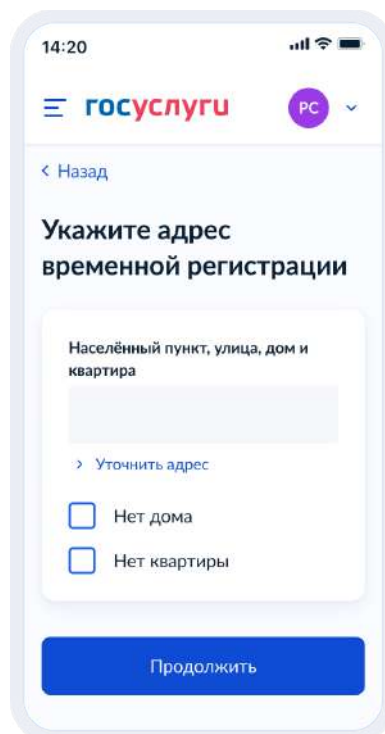 14:20
госуслуги
РС
Назад
Укажите адрес
временной регистрации
Населённый пункт, улица, дом и
квартира
Уточнить адрес
Нет дома
Нет квартиры
Продолжить